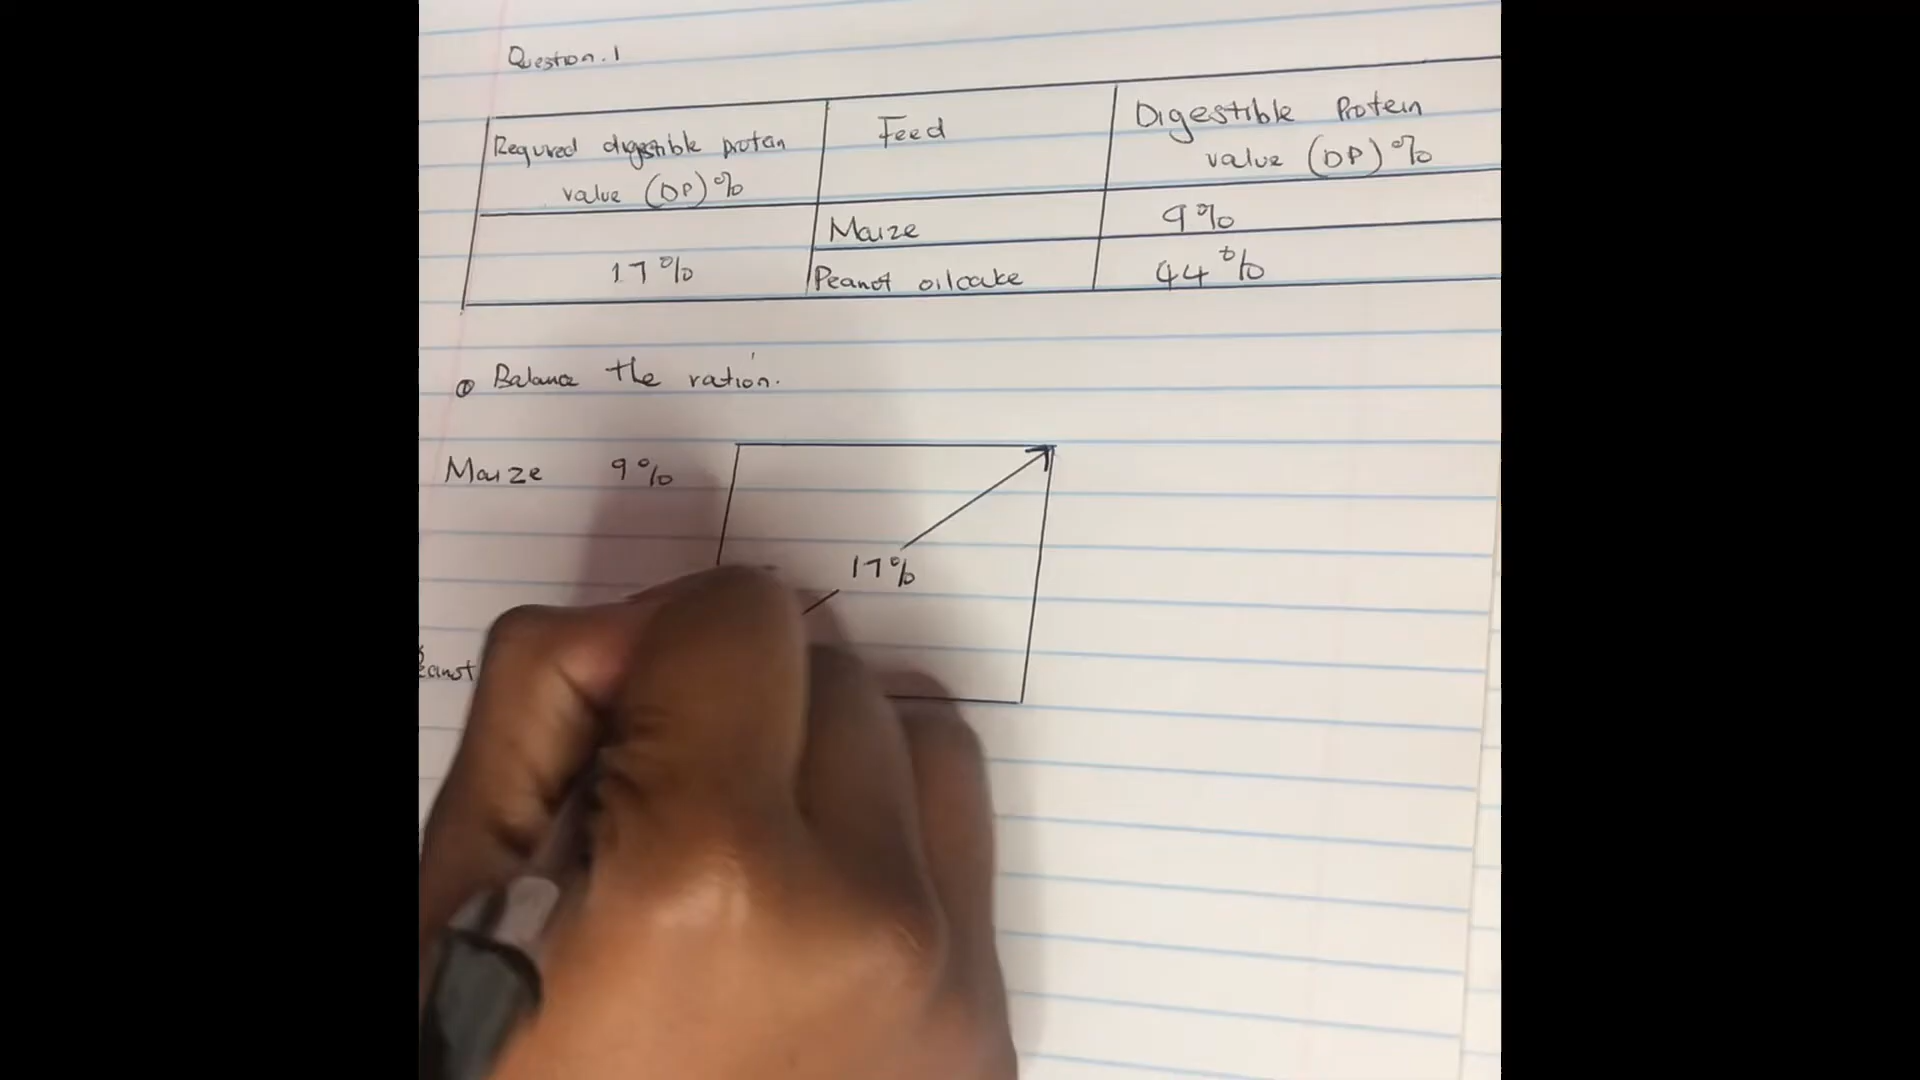 Question.1
Required digestible protein
value (DP)%
Feed
Digestible Protein
value (DP)%
Maize
9%
17%
Peanot oilcake
44%
Balance the ration.
Maize 9%
17%